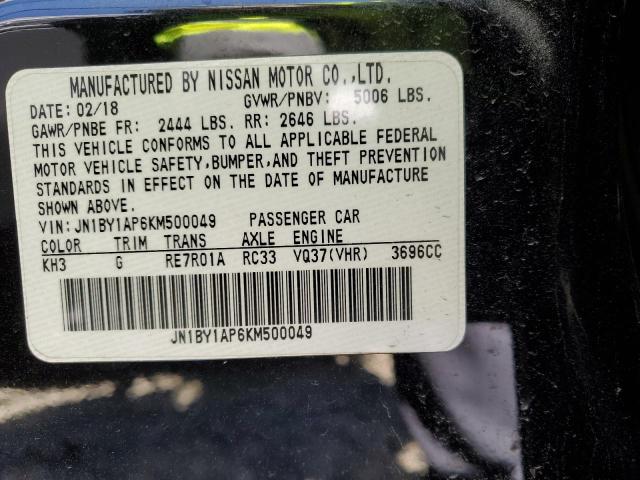 MANUFACTURED BY NISSAN MOTOR CO.,LTD.
DATE: 02/18 GVWR/PNBV: 5006 LBS.
GAWR/PNBE FR: 2444 LBS. RR: 2646 LBS.
THIS VEHICLE CONFORMS TO ALL APPLICABLE FEDERAL
MOTOR VEHICLE SAFETY,BUMPER,AND THEFT PREVENTION
STANDARDS IN EFFECT ON THE DATE OF MANUFACTURE
SHOWN ABOVE.
VIN:JN1BY1AP6KM500049 PASSENGER CAR
COLOR TRIM TRANS AXLE ENGINE
KH3 G RE7R01A RC33 VQ37(VHR) 3696CC
JN1BY1AP6KM500049